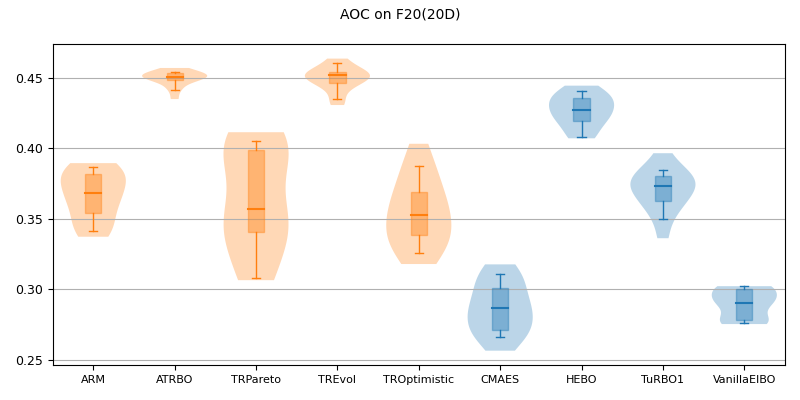 AOC on F20(20D)
0.45
0.40
0.35
0.30
0.25
ARM ATRBO TRPareto TREvol TROptimistic CMAES HEBO TuRBO1 VanillaEIBO